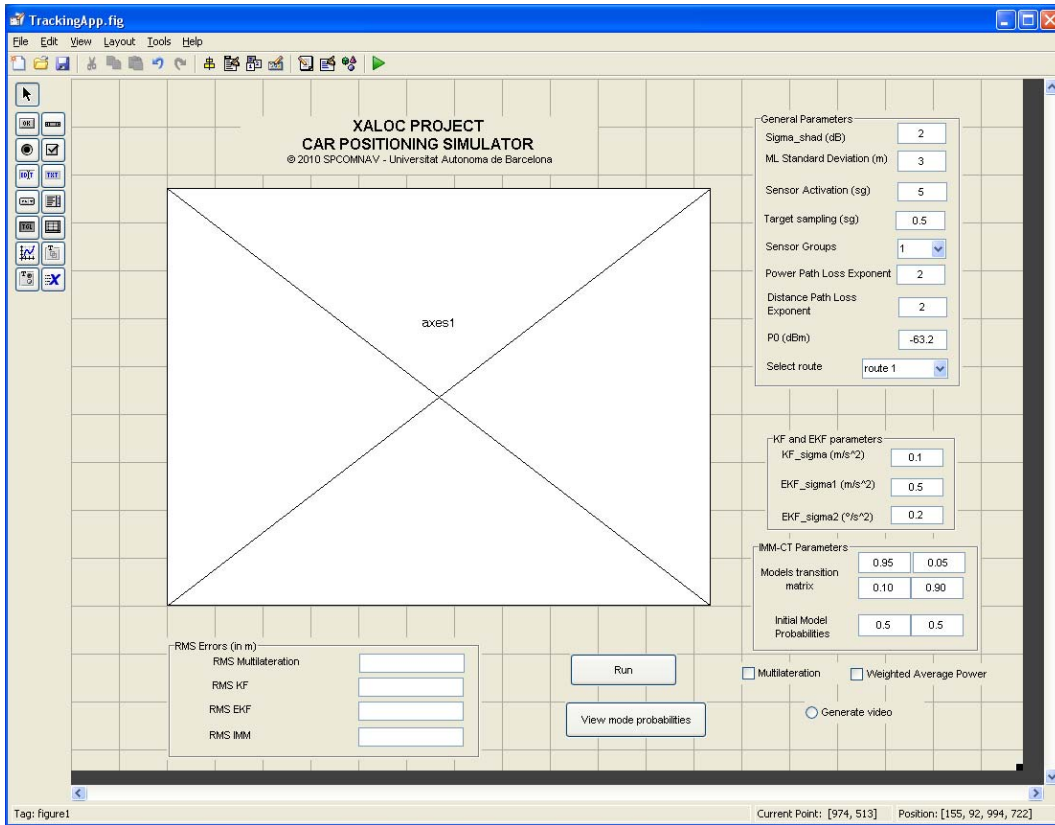 TrackingApp.fig
File Edit View Layout Tools Help
XALOC PROJECT
CAR POSITIONING SIMULATOR
© 2010 SPCOMNAV - Universitat Autonoma de Barcelona
axes1
General Parameters
Sigma_shad (dB) 2
ML Standard Deviation (m) 3
Sensor Activation (sg) 5
Target sampling (sg) 0.5
Sensor Groups 1
Power Path Loss Exponent 2
Distance Path Loss
Exponent 2
P0 (dBm) -63.2
Select route route 1
KF and EKF parameters
KF_sigma (m/s^2) 0.1
EKF_sigma1 (m/s^2) 0.5
EKF_sigma2 (º/s^2) 0.2
IMM-CT Parameters
Models transition
matrix
0.95 0.05
0.10 0.90
Initial Model
Probabilities
0.5 0.5
RMS Errors (in m)
RMS Multilateration
RMS KF
RMS EKF
RMS IMM
Run
View mode probabilities
Multilateration Weighted Average Power
Generate video
Tag: figure1
Current Point: [974, 513] Position: [155, 92, 994, 722]